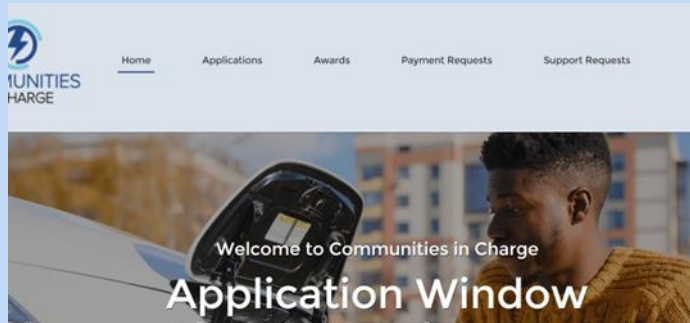 MUNITIES
HARGE
Home Applications Awards Payment Requests Support Requests
Welcome to Communities in Charge
Application Window